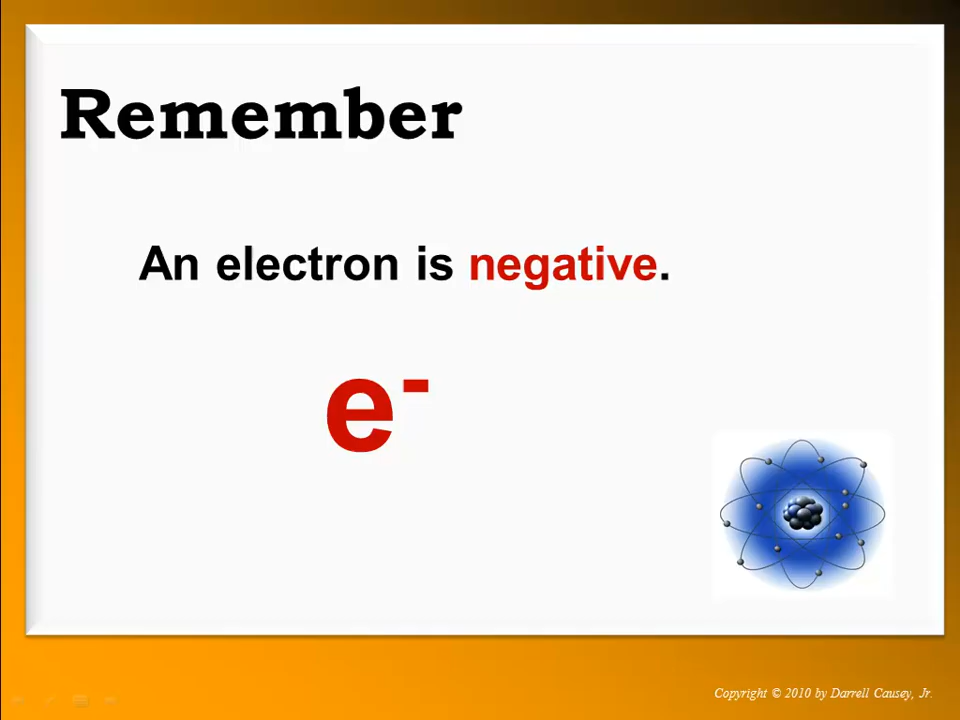 Remember
An electron is negative.
e-
Copyright © 2010 by Darrell Causey, Jr.